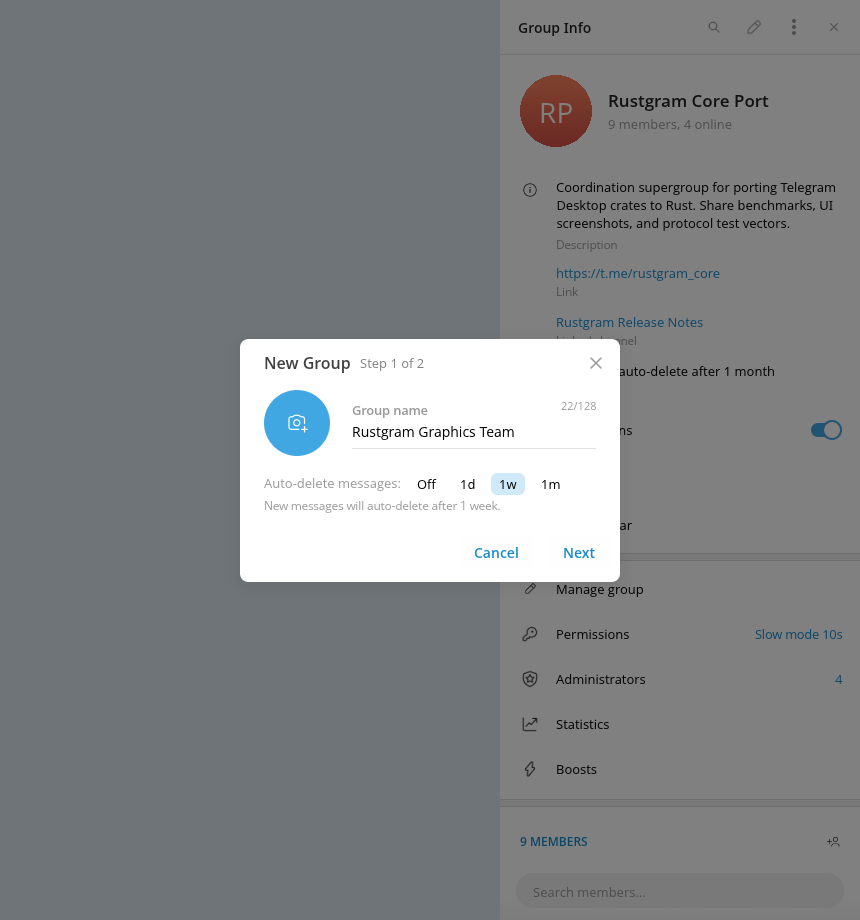 Group Info
RP
Rustgram Core Port
9 members, 4 online
Coordination supergroup for porting Telegram
Desktop crates to Rust. Share benchmarks, UI
screenshots, and protocol test vectors.
Description
https://t.me/rustgram_core
Link
Rustgram Release Notes
auto-delete after 1 month
New Group Step 1 of 2
Group name
22/128
Rustgram Graphics Team
Auto-delete messages: Off 1d 1w 1m
New messages will auto-delete after 1 week.
Cancel Next
Manage group
Permissions Slow mode 10s
Administrators 4
Statistics
Boosts
9 MEMBERS
Search members...